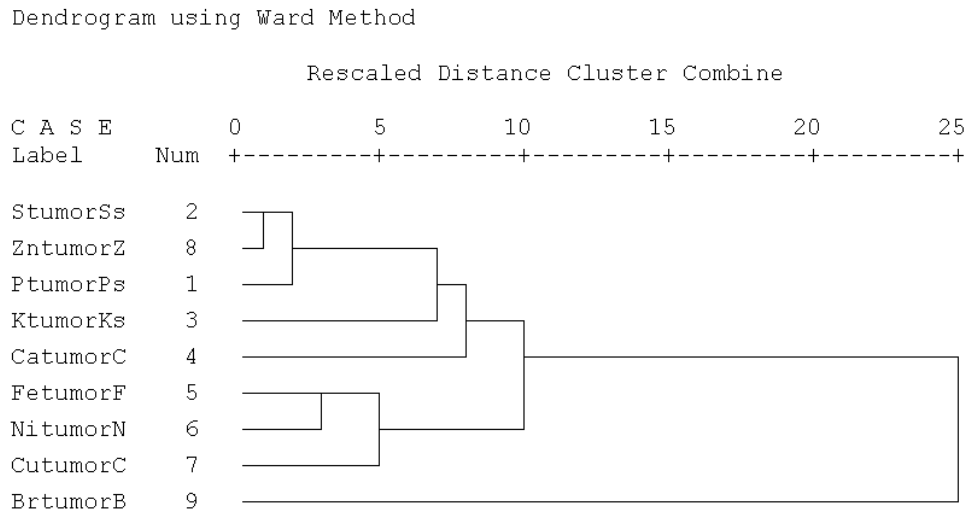 Dendrogram using Ward Method
Rescaled Distance Cluster Combine
C A S E 0 5 10 15 20 25
Label Num +---------+---------+---------+---------+---------+
StumorSs 2
ZntumorZ 8
PtumorPs 1
KtumorKs 3
CatumorC 4
FetumorF 5
NitumorN 6
CutumorC 7
BrtumorB 9